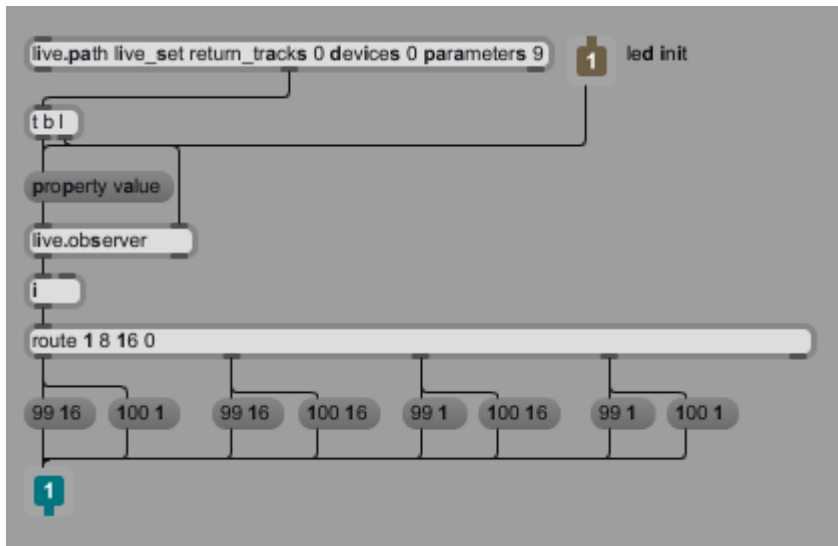 live.path live_set return_tracks 0 devices 0 parameters 9
1 led init
t b l
property value
live.observer
i
route 1 8 16 0
99 16 100 1 99 16 100 16 99 1 100 16 99 1 100 1
1